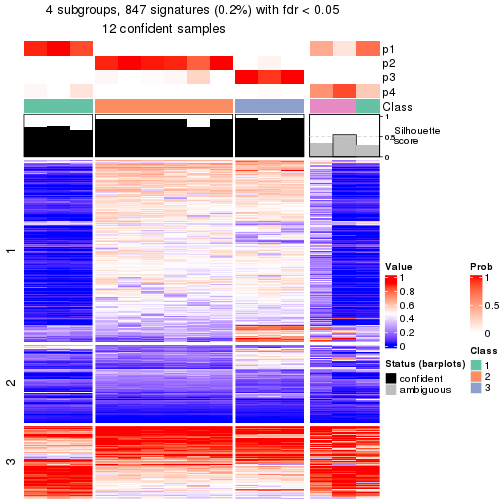 4 subgroups, 847 signatures (0.2%) with fdr < 0.05
12 confident samples
p1
p2
p3
p4
Class
1
0.5
0
Silhouette
score
1
2
3
Value
1
0.8
0.6
0.4
0.2
0
Prob
1
0.5
0
Status (barplots)
confident
ambiguous
Class
1
2
3